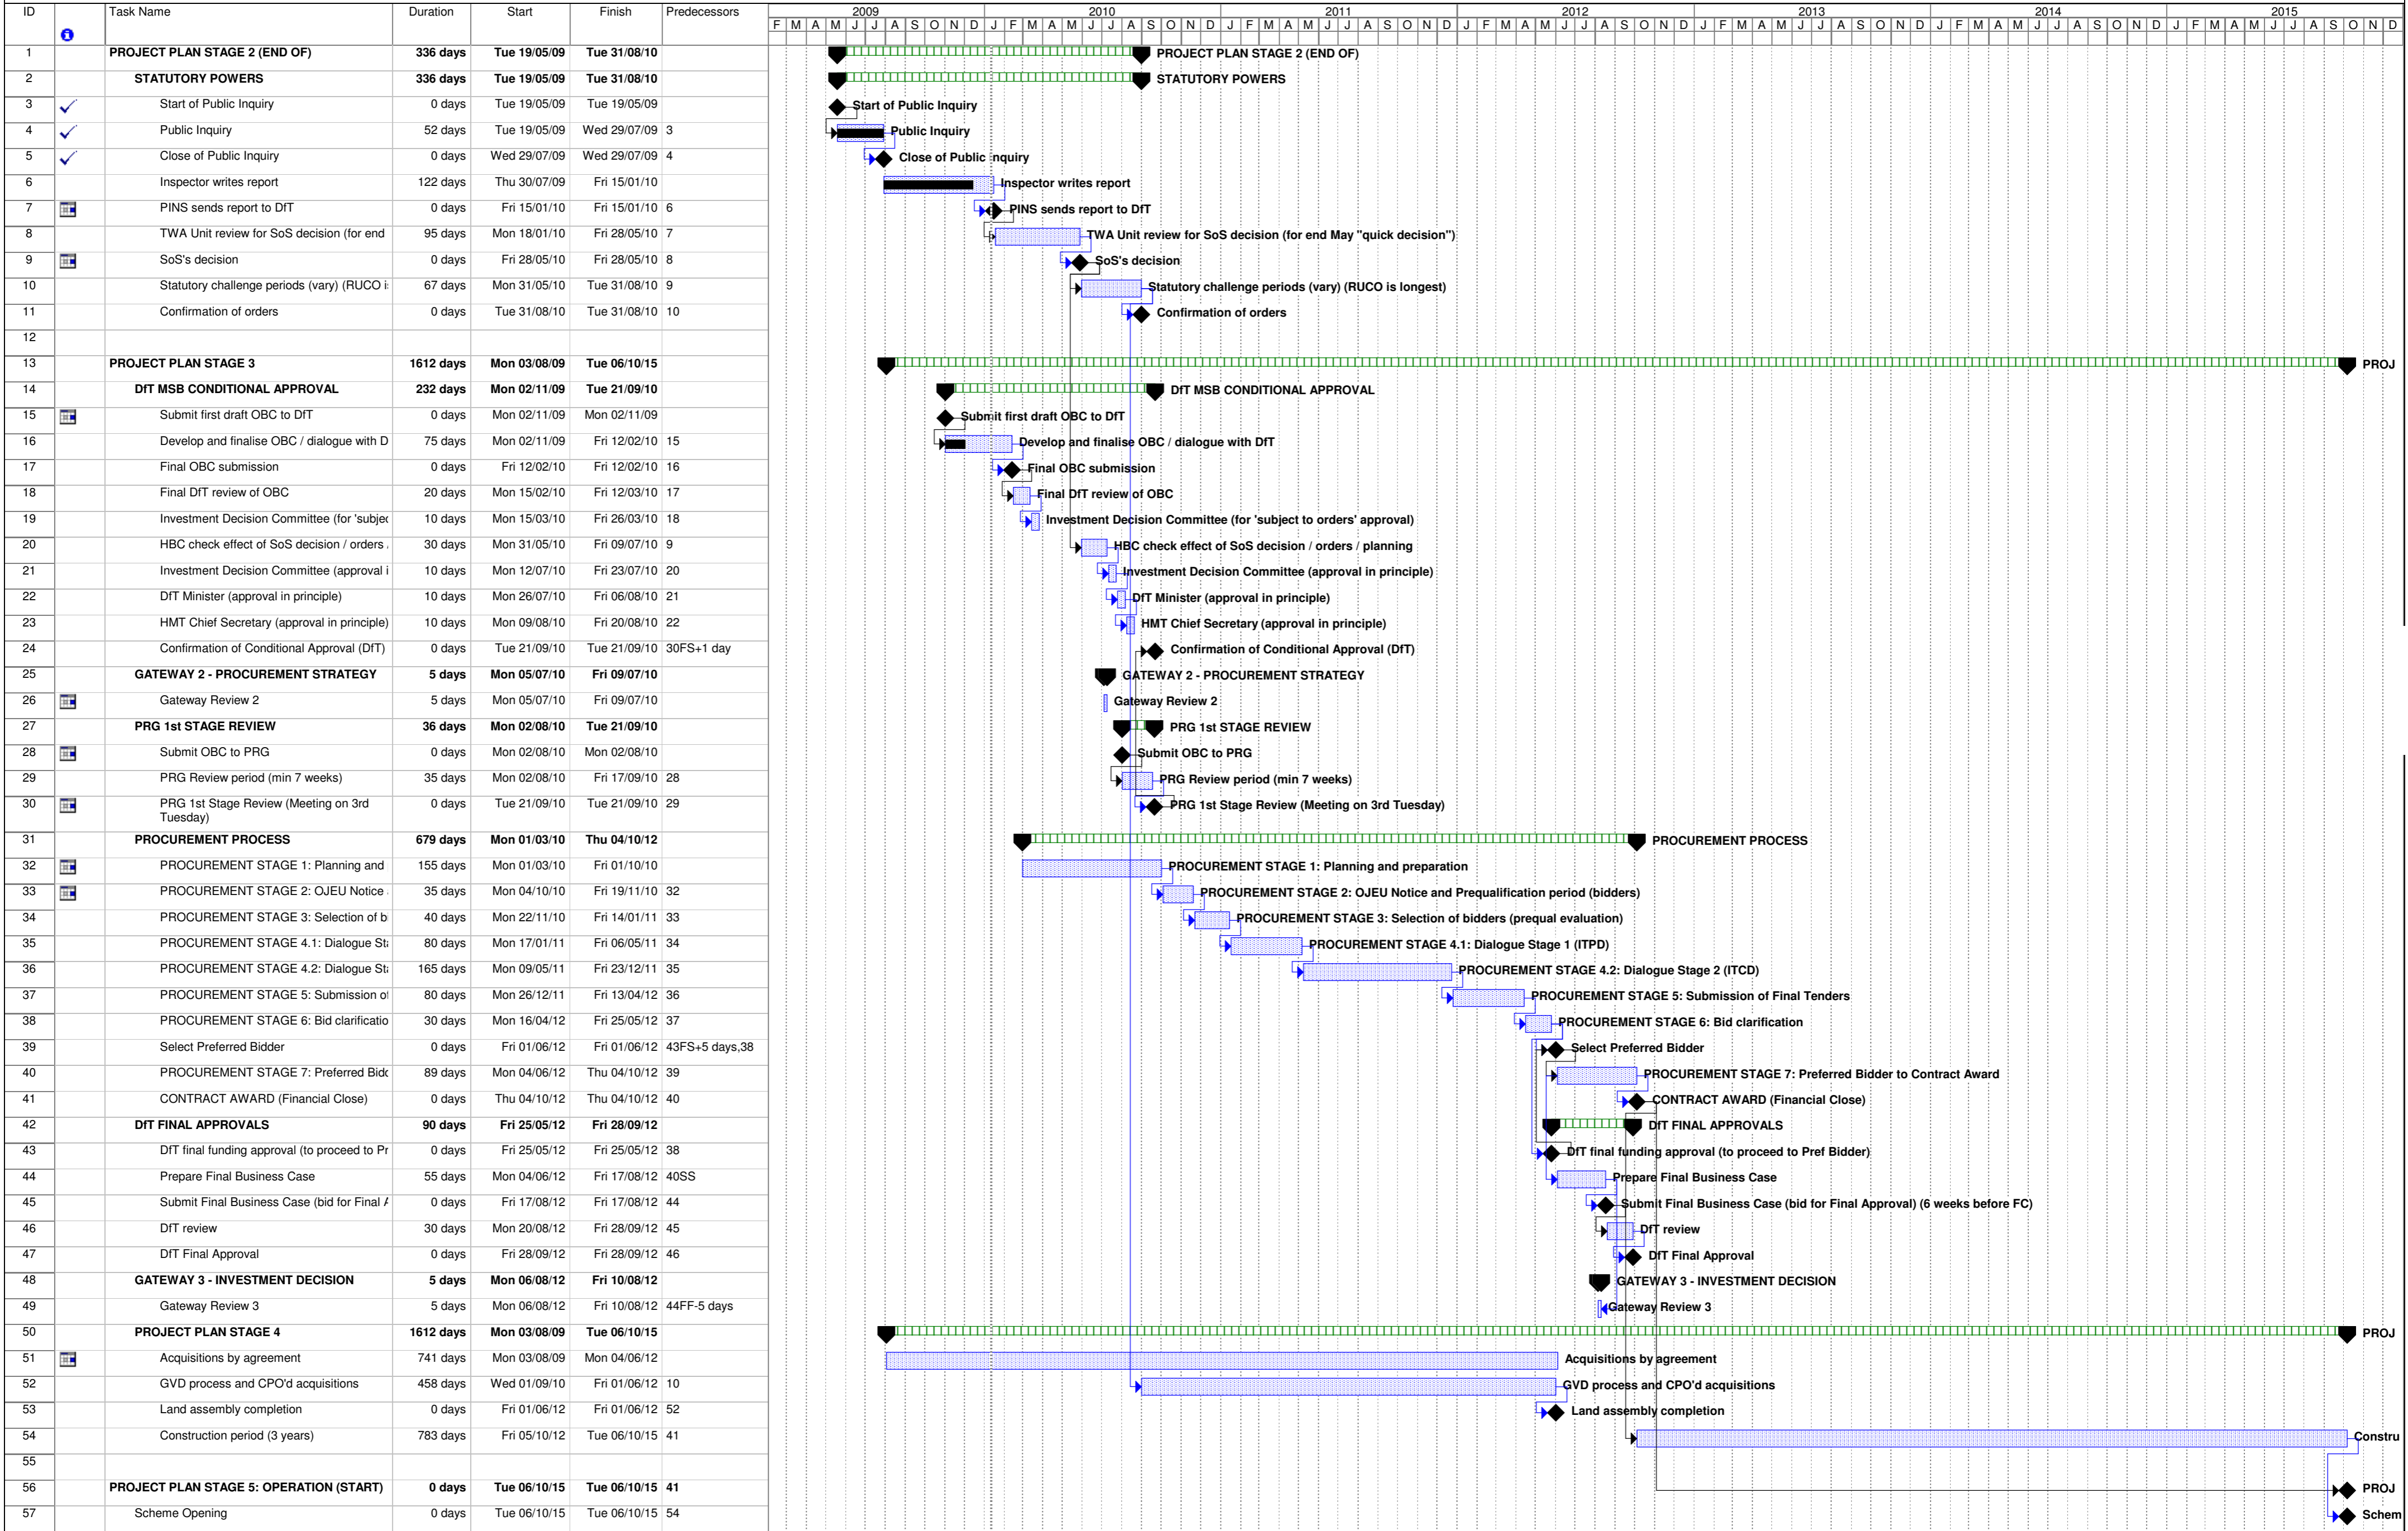 ID Task Name Duration Start Finish Predecessors
2009 2010 2011 2012 2013 2014 2015
F M A M J J A S O N D J F M A M J J A S O N D J F M A M J J A S O N D J F M A M J J A S O N D J F M A M J J A S O N D J F M A M J J A S O N D J F M A M J J A S O N D
1 PROJECT PLAN STAGE 2 (END OF) 336 days Tue 19/05/09 Tue 31/08/10 PROJECT PLAN STAGE 2 (END OF)
2 STATUTORY POWERS 336 days Tue 19/05/09 Tue 31/08/10 STATUTORY POWERS
3 Start of Public Inquiry 0 days Tue 19/05/09 Tue 19/05/09 Start of Public Inquiry
4 Public Inquiry 52 days Tue 19/05/09 Wed 29/07/09 3 Public Inquiry
5 Close of Public Inquiry 0 days Wed 29/07/09 Wed 29/07/09 4 Close of Public Inquiry
6 Inspector writes report 122 days Thu 30/07/09 Fri 15/01/10 Inspector writes report
7 PINS sends report to DfT 0 days Fri 15/01/10 Fri 15/01/10 6 PINS sends report to DfT
8 TWA Unit review for SoS decision (for end 95 days Mon 18/01/10 Fri 28/05/10 7 TWA Unit review for SoS decision (for end May "quick decision")
9 SoS's decision 0 days Fri 28/05/10 Fri 28/05/10 8 SoS's decision
10 Statutory challenge periods (vary) (RUCO is 67 days Mon 31/05/10 Tue 31/08/10 9 Statutory challenge periods (vary) (RUCO is longest)
11 Confirmation of orders 0 days Tue 31/08/10 Tue 31/08/10 10 Confirmation of orders
12
13 PROJECT PLAN STAGE 3 1612 days Mon 03/08/09 Tue 06/10/15 PROJ
14 DfT MSB CONDITIONAL APPROVAL 232 days Mon 02/11/09 Tue 21/09/10 DfT MSB CONDITIONAL APPROVAL
15 Submit first draft OBC to DfT 0 days Mon 02/11/09 Mon 02/11/09 Submit first draft OBC to DfT
16 Develop and finalise OBC / dialogue with D 75 days Mon 02/11/09 Fri 12/02/10 15 Develop and finalise OBC / dialogue with DfT
17 Final OBC submission 0 days Fri 12/02/10 Fri 12/02/10 16 Final OBC submission
18 Final DfT review of OBC 20 days Mon 15/02/10 Fri 12/03/10 17 Final DfT review of OBC
19 Investment Decision Committee (for 'subjec 10 days Mon 15/03/10 Fri 26/03/10 18 Investment Decision Committee (for 'subject to orders' approval)
20 HBC check effect of SoS decision / orders 30 days Mon 31/05/10 Fri 09/07/10 9 HBC check effect of SoS decision / orders / planning
21 Investment Decision Committee (approval i 10 days Mon 12/07/10 Fri 23/07/10 20 Investment Decision Committee (approval in principle)
22 DfT Minister (approval in principle) 10 days Mon 26/07/10 Fri 06/08/10 21 DfT Minister (approval in principle)
23 HMT Chief Secretary (approval in principle) 10 days Mon 09/08/10 Fri 20/08/10 22 HMT Chief Secretary (approval in principle)
24 Confirmation of Conditional Approval (DfT) 0 days Tue 21/09/10 Tue 21/09/10 30FS+1 day Confirmation of Conditional Approval (DfT)
25 GATEWAY 2 - PROCUREMENT STRATEGY 5 days Mon 05/07/10 Fri 09/07/10 GATEWAY 2 - PROCUREMENT STRATEGY
26 Gateway Review 2 5 days Mon 05/07/10 Fri 09/07/10 Gateway Review 2
27 PRG 1st STAGE REVIEW 36 days Mon 02/08/10 Tue 21/09/10 PRG 1st STAGE REVIEW
28 Submit OBC to PRG 0 days Mon 02/08/10 Mon 02/08/10 Submit OBC to PRG
29 PRG Review period (min 7 weeks) 35 days Mon 02/08/10 Fri 17/09/10 28 PRG Review period (min 7 weeks)
30 PRG 1st Stage Review (Meeting on 3rd 0 days Tue 21/09/10 Tue 21/09/10 29 PRG 1st Stage Review (Meeting on 3rd Tuesday)
Tuesday)
31 PROCUREMENT PROCESS 679 days Mon 01/03/10 Thu 04/10/12 PROCUREMENT PROCESS
32 PROCUREMENT STAGE 1: Planning and 155 days Mon 01/03/10 Fri 01/10/10 PROCUREMENT STAGE 1: Planning and preparation
33 PROCUREMENT STAGE 2: OJEU Notice 35 days Mon 04/10/10 Fri 19/11/10 32 PROCUREMENT STAGE 2: OJEU Notice and Prequalification period (bidders)
34 PROCUREMENT STAGE 3: Selection of b 40 days Mon 22/11/10 Fri 14/01/11 33 PROCUREMENT STAGE 3: Selection of bidders (prequal evaluation)
35 PROCUREMENT STAGE 4.1: Dialogue Sta 80 days Mon 17/01/11 Fri 06/05/11 34 PROCUREMENT STAGE 4.1: Dialogue Stage 1 (ITPD)
36 PROCUREMENT STAGE 4.2: Dialogue Sta 165 days Mon 09/05/11 Fri 23/12/11 35 PROCUREMENT STAGE 4.2: Dialogue Stage 2 (ITCD)
37 PROCUREMENT STAGE 5: Submission of 80 days Mon 26/12/11 Fri 13/04/12 36 PROCUREMENT STAGE 5: Submission of Final Tenders
38 PROCUREMENT STAGE 6: Bid clarificatio 30 days Mon 16/04/12 Fri 25/05/12 37 PROCUREMENT STAGE 6: Bid clarification
39 Select Preferred Bidder 0 days Fri 01/06/12 Fri 01/06/12 43FS+5 days,38 Select Preferred Bidder
40 PROCUREMENT STAGE 7: Preferred Bidd 89 days Mon 04/06/12 Thu 04/10/12 39 PROCUREMENT STAGE 7: Preferred Bidder to Contract Award
41 CONTRACT AWARD (Financial Close) 0 days Thu 04/10/12 Thu 04/10/12 40 CONTRACT AWARD (Financial Close)
42 DfT FINAL APPROVALS 90 days Fri 25/05/12 Fri 28/09/12 DfT FINAL APPROVALS
43 DfT final funding approval (to proceed to Pr 0 days Fri 25/05/12 Fri 25/05/12 38 DfT final funding approval (to proceed to Pref Bidder)
44 Prepare Final Business Case 55 days Mon 04/06/12 Fri 17/08/12 40SS Prepare Final Business Case
45 Submit Final Business Case (bid for Final A 0 days Fri 17/08/12 Fri 17/08/12 44 Submit Final Business Case (bid for Final Approval) (6 weeks before FC)
46 DfT review 30 days Mon 20/08/12 Fri 28/09/12 45 DfT review
47 DfT Final Approval 0 days Fri 28/09/12 Fri 28/09/12 46 DfT Final Approval
48 GATEWAY 3 - INVESTMENT DECISION 5 days Mon 06/08/12 Fri 10/08/12 GATEWAY 3 - INVESTMENT DECISION
49 Gateway Review 3 5 days Mon 06/08/12 Fri 10/08/12 44FF-5 days Gateway Review 3
50 PROJECT PLAN STAGE 4 1612 days Mon 03/08/09 Tue 06/10/15 PROJ
51 Acquisitions by agreement 741 days Mon 03/08/09 Mon 04/06/12 Acquisitions by agreement
52 GVD process and CPO'd acquisitions 458 days Wed 01/09/10 Fri 01/06/12 10 GVD process and CPO'd acquisitions
53 Land assembly completion 0 days Fri 01/06/12 Fri 01/06/12 52 Land assembly completion
54 Construction period (3 years) 783 days Fri 05/10/12 Tue 06/10/15 41 Constru
55
56 PROJECT PLAN STAGE 5: OPERATION (START) 0 days Tue 06/10/15 Tue 06/10/15 41 PROJ
57 Scheme Opening 0 days Tue 06/10/15 Tue 06/10/15 54 Schem